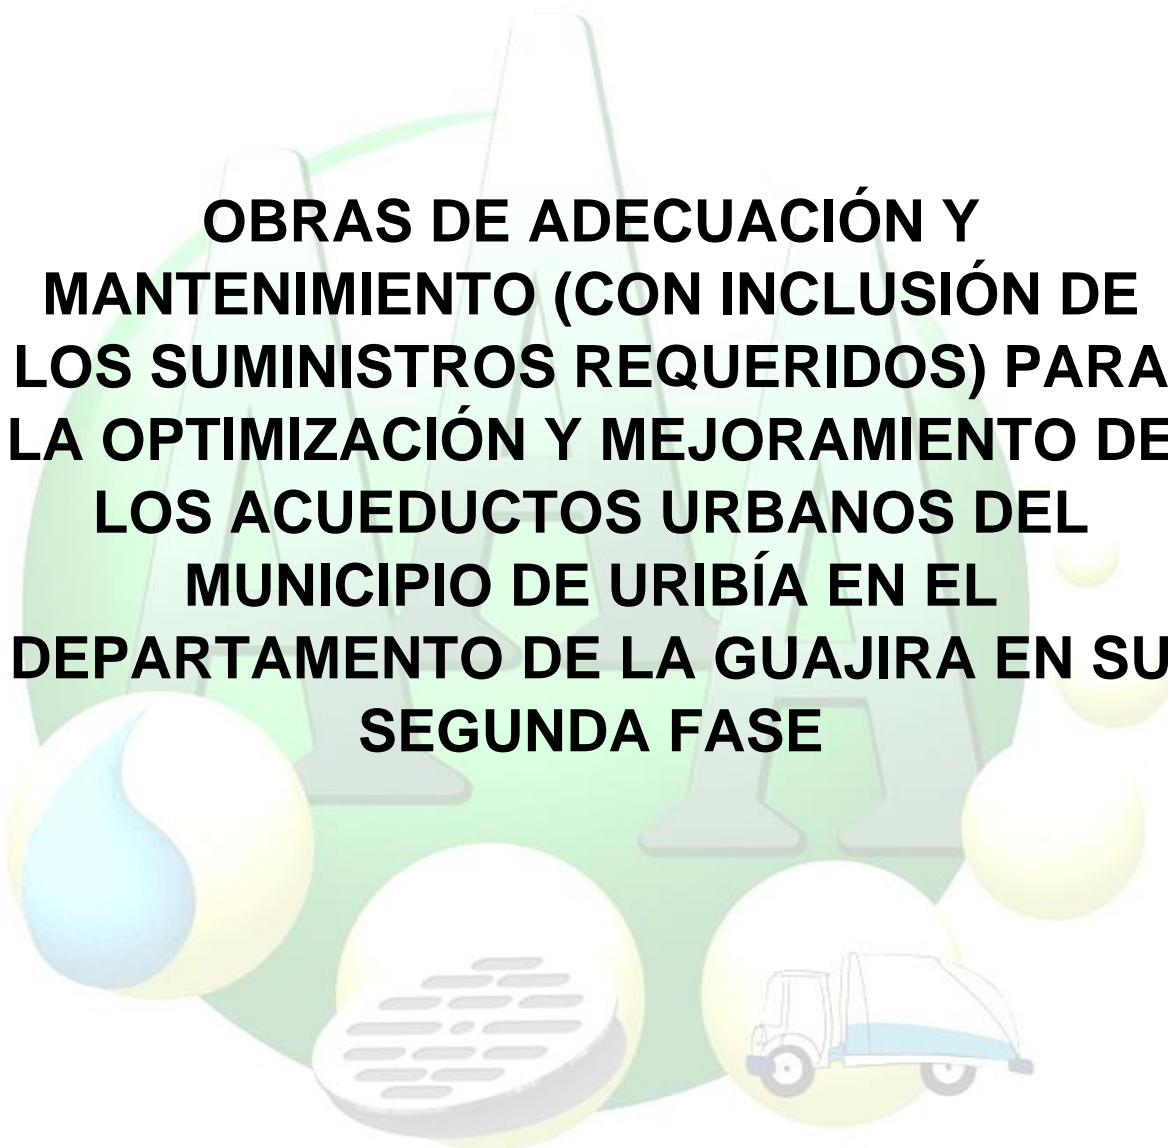 OBRAS DE ADECUACIÓN Y
MANTENIMIENTO (CON INCLUSIÓN DE
LOS SUMINISTROS REQUERIDOS) PARA
LA OPTIMIZACIÓN Y MEJORAMIENTO DE
LOS ACUEDUCTOS URBANOS DEL
MUNICIPIO DE URIBÍA EN EL
DEPARTAMENTO DE LA GUAJIRA EN SU
SEGUNDA FASE